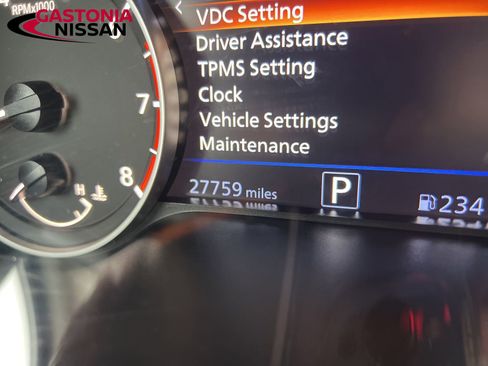 GASTONIA
NISSAN
RPMx1000
VDC Setting
Driver Assistance
TPMS Setting
Clock
Vehicle Settings
Maintenance
7
8
H
27759 miles
P
234